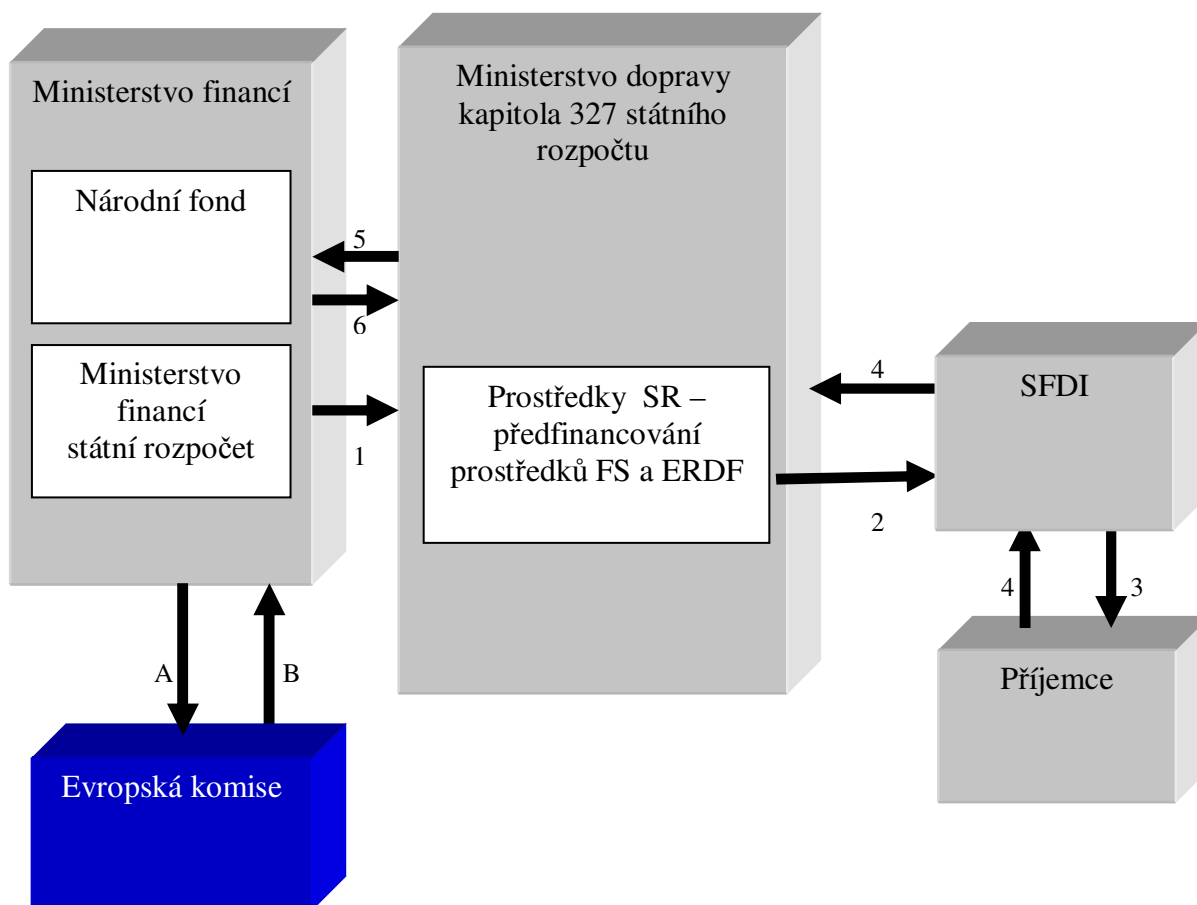 Ministerstvo financí
Národní fond
Ministerstvo
financí
státní rozpočet
Ministerstvo dopravy
kapitola 327 státního
rozpočtu
5
6
1
Prostředky SR –
předfinancování
prostředků FS a ERDF
4
2
SFDI
4
3
Příjemce
A
B
Evropská komise